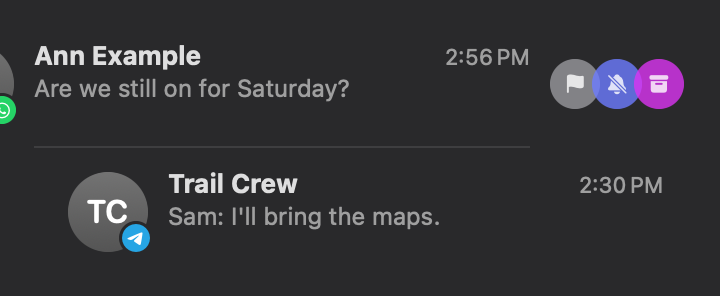 Ann Example
2:56 PM
Are we still on for Saturday?
TC
Trail Crew
2:30 PM
Sam: I'll bring the maps.